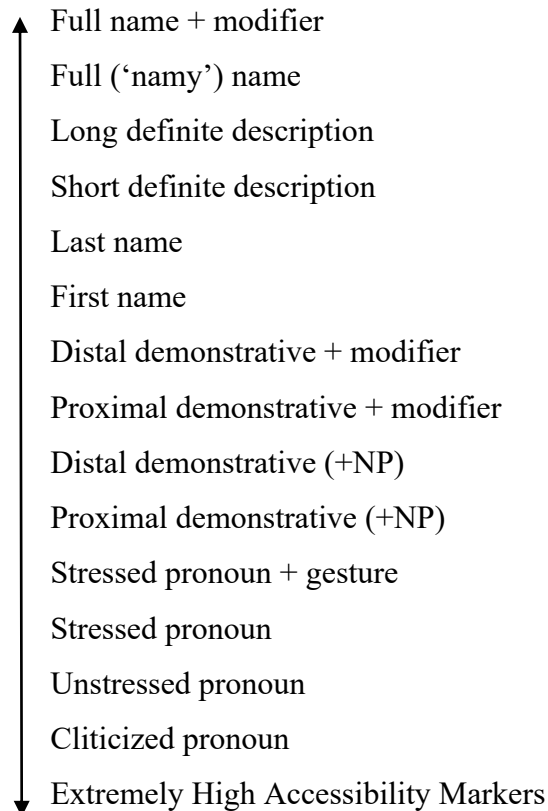 Full name + modifier
Full (‘namy’) name
Long definite description
Short definite description
Last name
First name
Distal demonstrative + modifier
Proximal demonstrative + modifier
Distal demonstrative (+NP)
Proximal demonstrative (+NP)
Stressed pronoun + gesture
Stressed pronoun
Unstressed pronoun
Cliticized pronoun
Extremely High Accessibility Markers